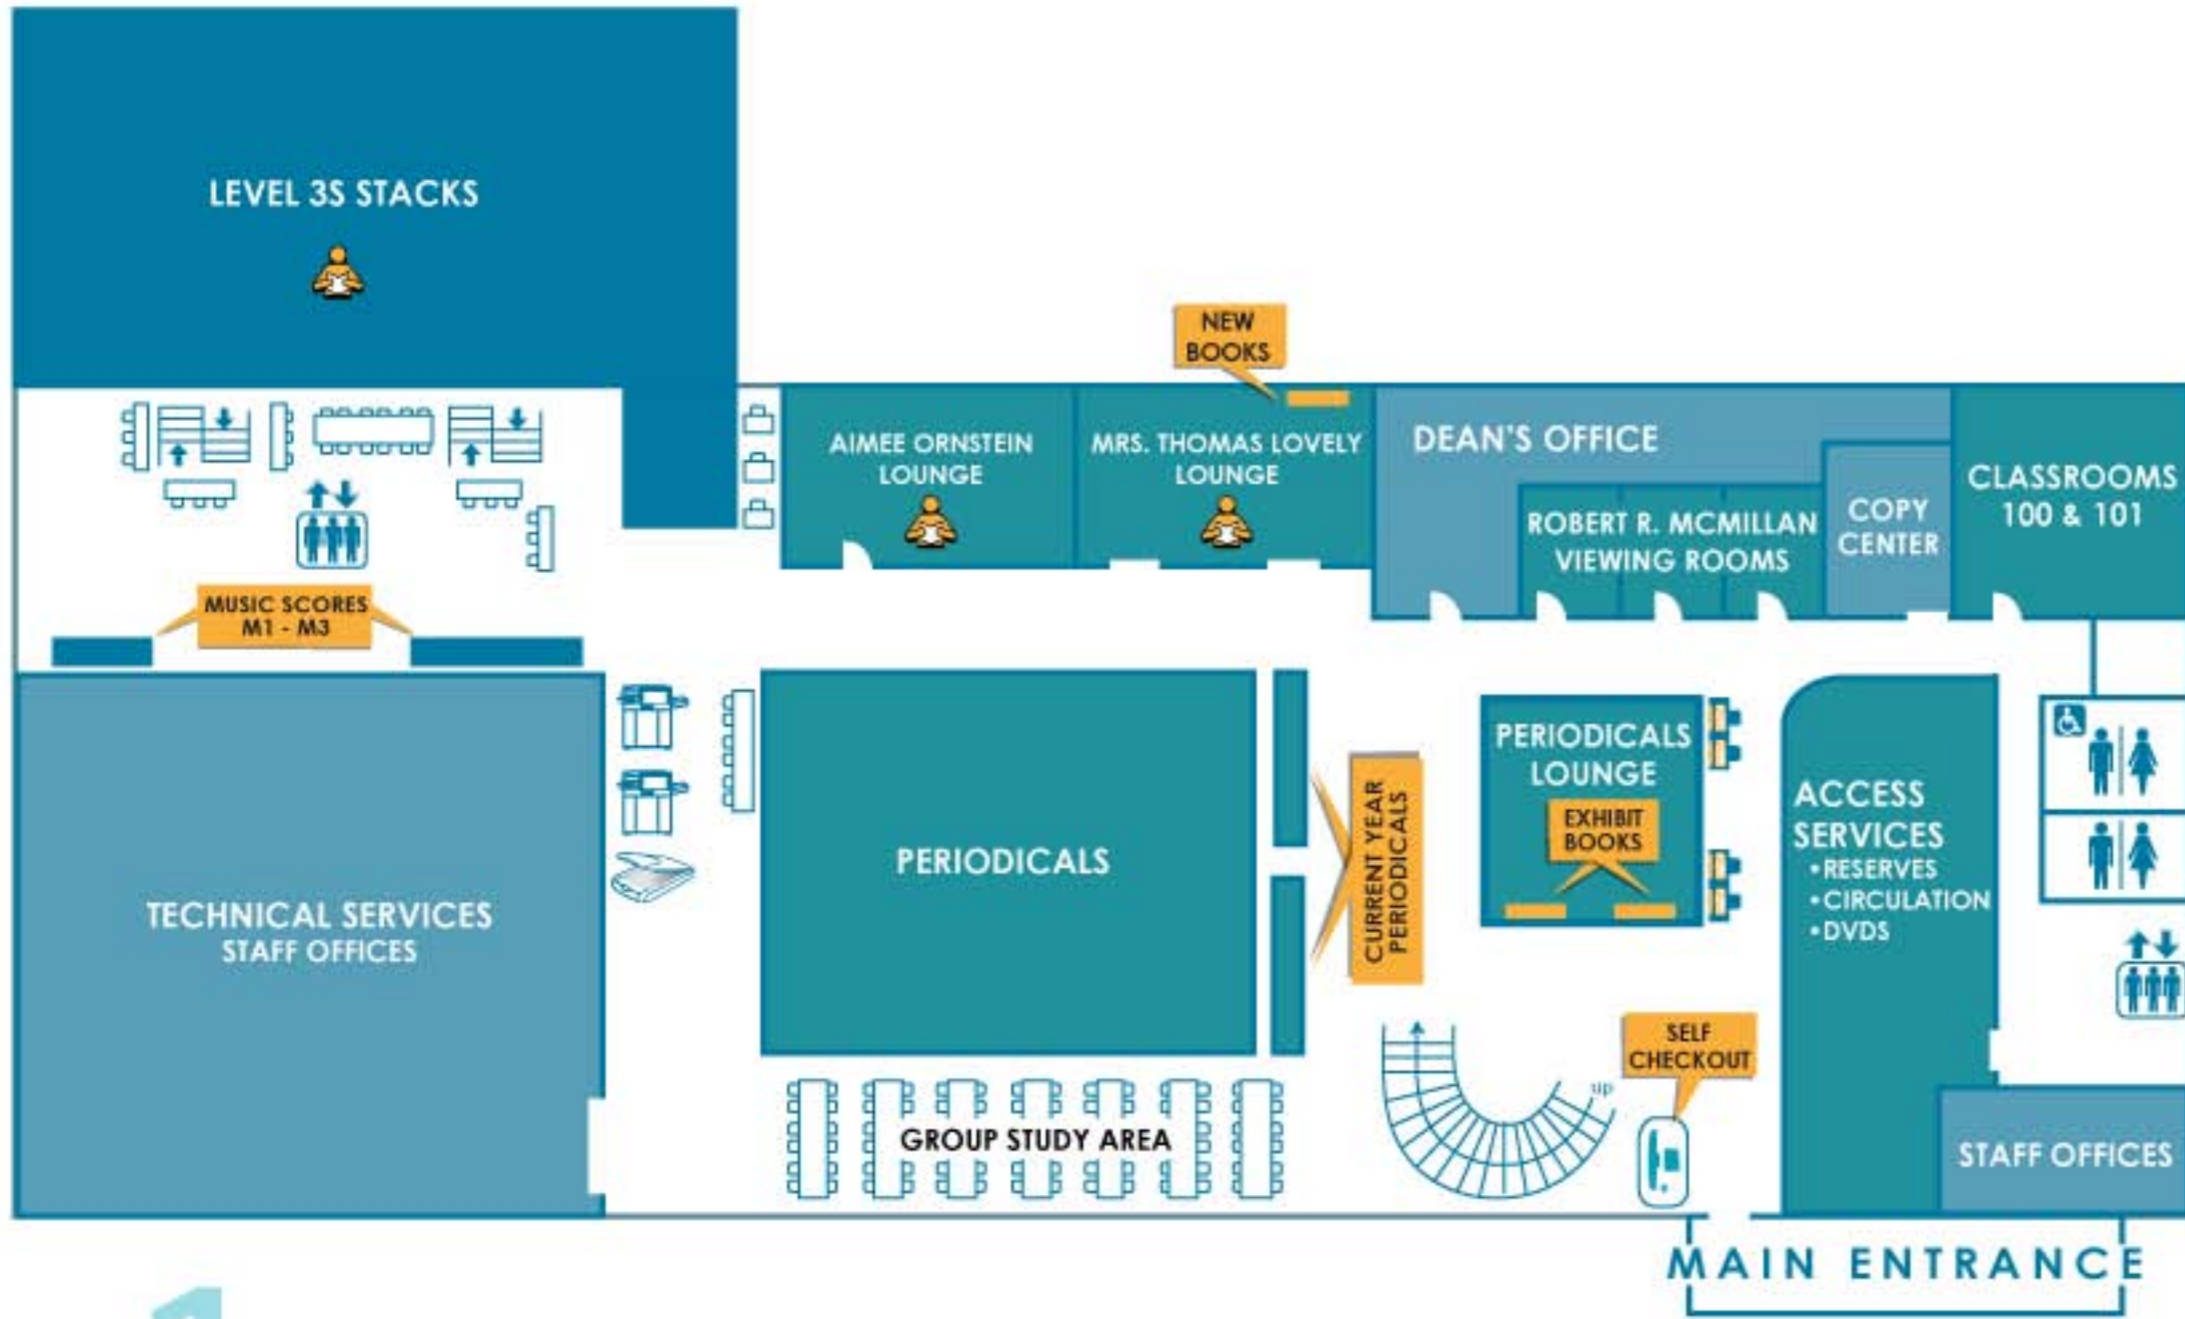 LEVEL 3S STACKS
NEW
BOOKS
AIMEE ORNSTEIN
LOUNGE
MRS. THOMAS LOVELY
LOUNGE
DEAN'S OFFICE
ROBERT R. MCMILLAN
VIEWING ROOMS
COPY
CENTER
CLASSROOMS
100 & 101
MUSIC SCORES
M1 - M3
TECHNICAL SERVICES
STAFF OFFICES
PERIODICALS
CURRENT YEAR
PERIODICALS
PERIODICALS
LOUNGE
EXHIBIT
BOOKS
ACCESS
SERVICES
•RESERVES
•CIRCULATION
•DVDS
SELF
CHECKOUT
up
GROUP STUDY AREA
STAFF OFFICES
MAIN ENTRANCE